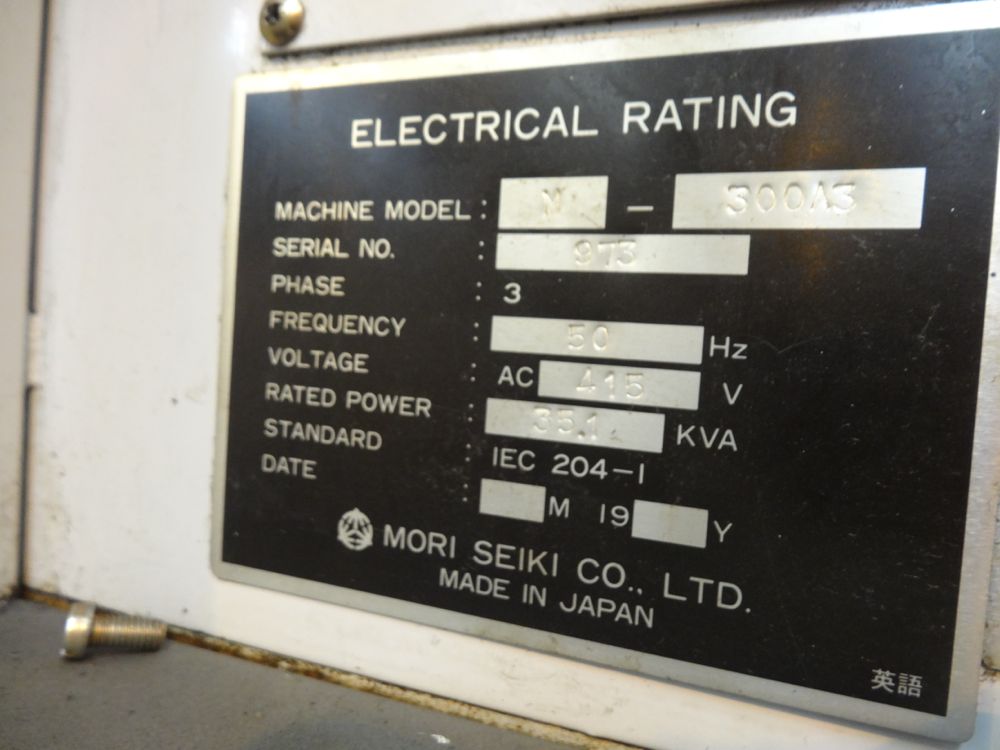 ELECTRICAL RATING
MACHINE MODEL : M - 300A3
SERIAL NO. : 973
PHASE : 3
FREQUENCY : 50 Hz
VOLTAGE : AC 415 V
RATED POWER : 35.1 KVA
STANDARD : IEC 204-1
DATE : M 19 Y
MORI SEIKI CO., LTD.
MADE IN JAPAN
英語